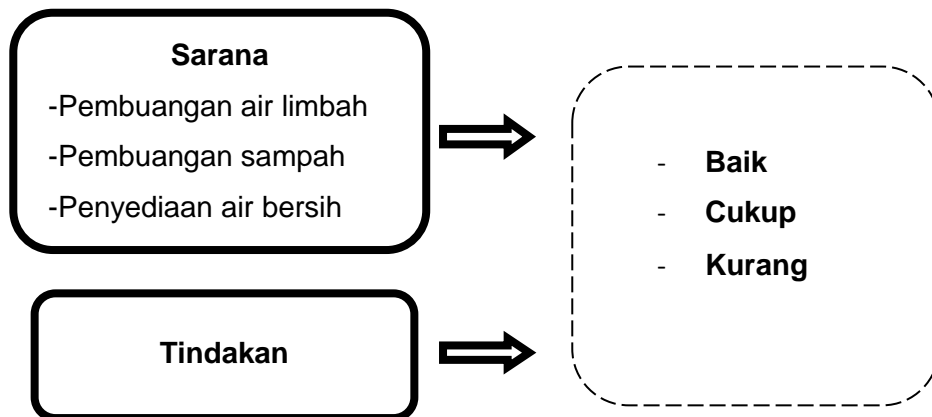 Sarana
-Pembuangan air limbah
-Pembuangan sampah
-Penyediaan air bersih
Tindakan
- Baik
- Cukup
- Kurang